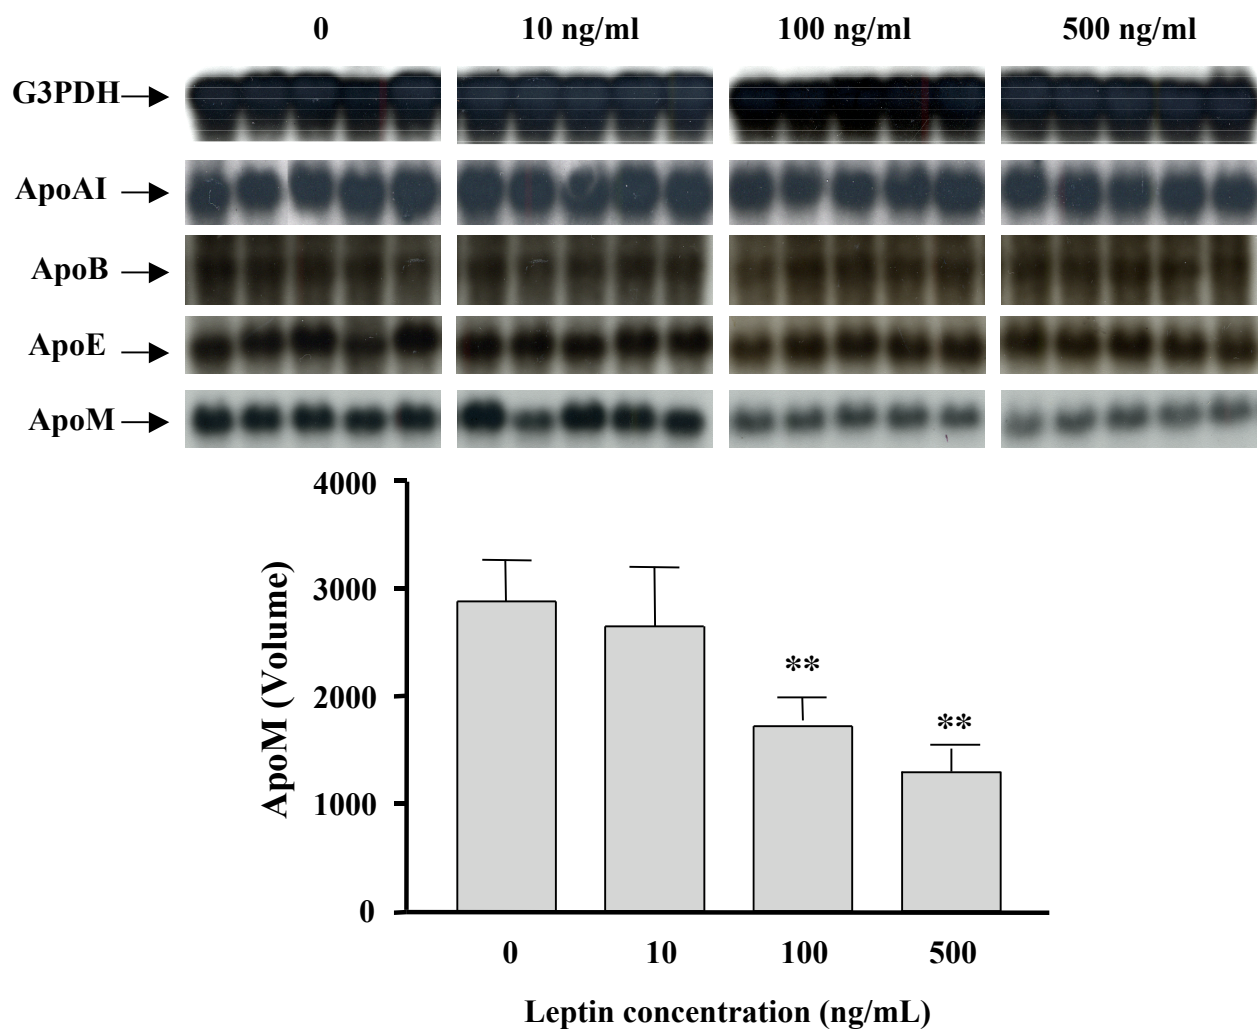 0 10 ng/ml 100 ng/ml 500 ng/ml
G3PDH
ApoAI
ApoB
ApoE
ApoM
4000
3000
2000
1000
0
ApoM (Volume)
**
**
0 10 100 500
Leptin concentration (ng/mL)